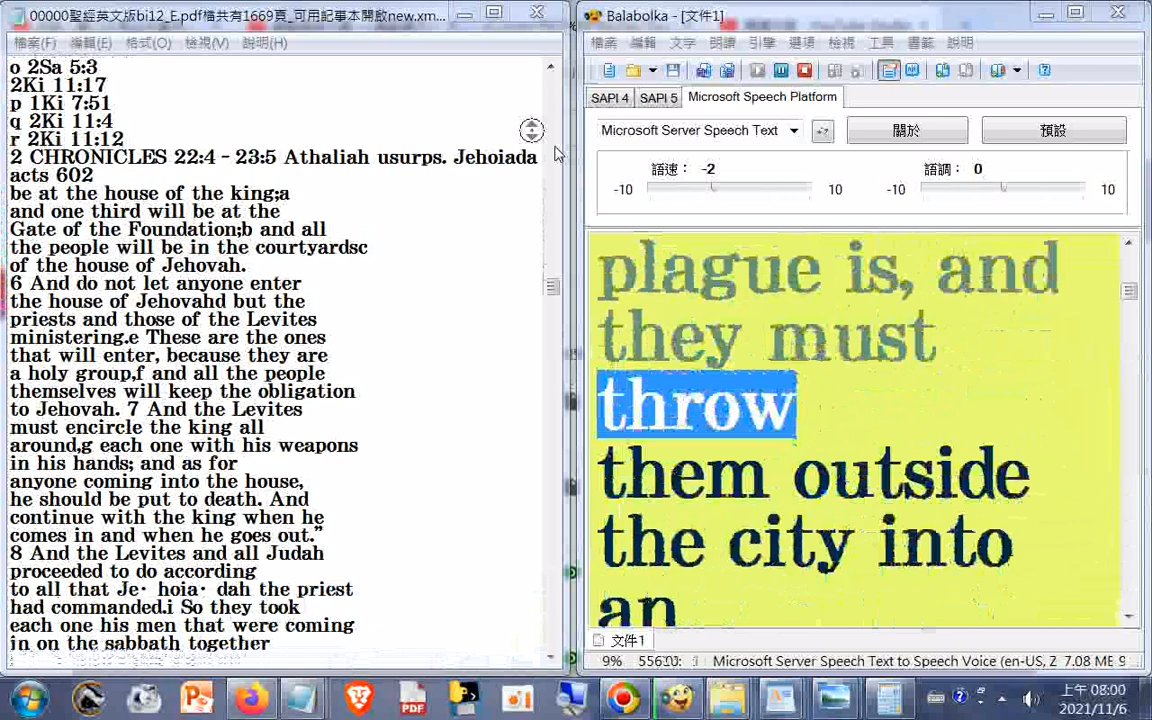 00000聖經英文版bi12_E.pdf檔共有1669頁_可用記事本開啟new.xm...
檔案(F) 編輯(E) 格式(O) 檢視(V) 說明(H)
o 2Sa 5:3
2Ki 11:17
p 1Ki 7:51
q 2Ki 11:4
r 2Ki 11:12
2 CHRONICLES 22:4 - 23:5 Athaliah usurps. Jehoiada
acts 602
be at the house of the king;a
and one third will be at the
Gate of the Foundation;b and all
the people will be in the courtyardsc
of the house of Jehovah.
6 And do not let anyone enter
the house of Jehovahd but the
priests and those of the Levites
ministering.e These are the ones
that will enter, because they are
a holy group,f and all the people
themselves will keep the obligation
to Jehovah. 7 And the Levites
must encircle the king all
around,g each one with his weapons
in his hands; and as for
anyone coming into the house,
he should be put to death. And
continue with the king when he
comes in and when he goes out.”
8 And the Levites and all Judah
proceeded to do according
to all that Je· hoia· dah the priest
had commanded.i So they took
each one his men that were coming
in on the sabbath together
Balabolka - [文件1]
檔案 編輯 文字 朗讀 引擎 選項 檢視 工具 書籤 說明
SAPI 4 SAPI 5 Microsoft Speech Platform
Microsoft Server Speech Text 關於 預設
語速： -2 語調： 0
-10 10 -10 10
plague is, and
they must
throw
them outside
the city into
an
文件1
9% Microsoft Server Speech Text to Speech Voice (en-US, 2 7.08 MB 9
PDF
上午 08:00
2021/11/6